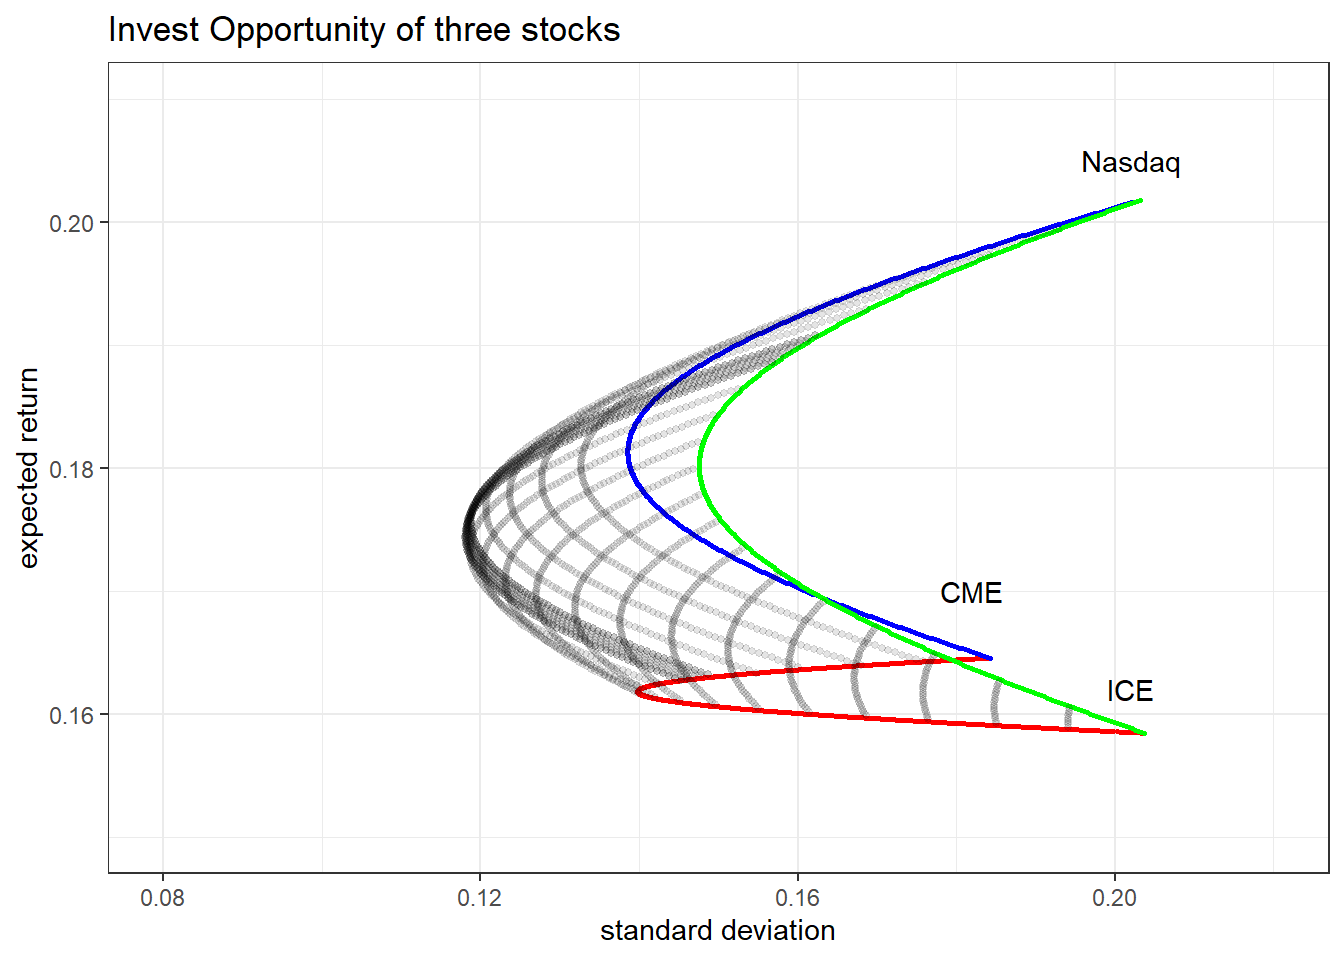 Invest Opportunity of three stocks
Nasdaq
0.20
0.18
expected return
CME
ICE
0.16
0.08
0.12
0.16
0.20
standard deviation